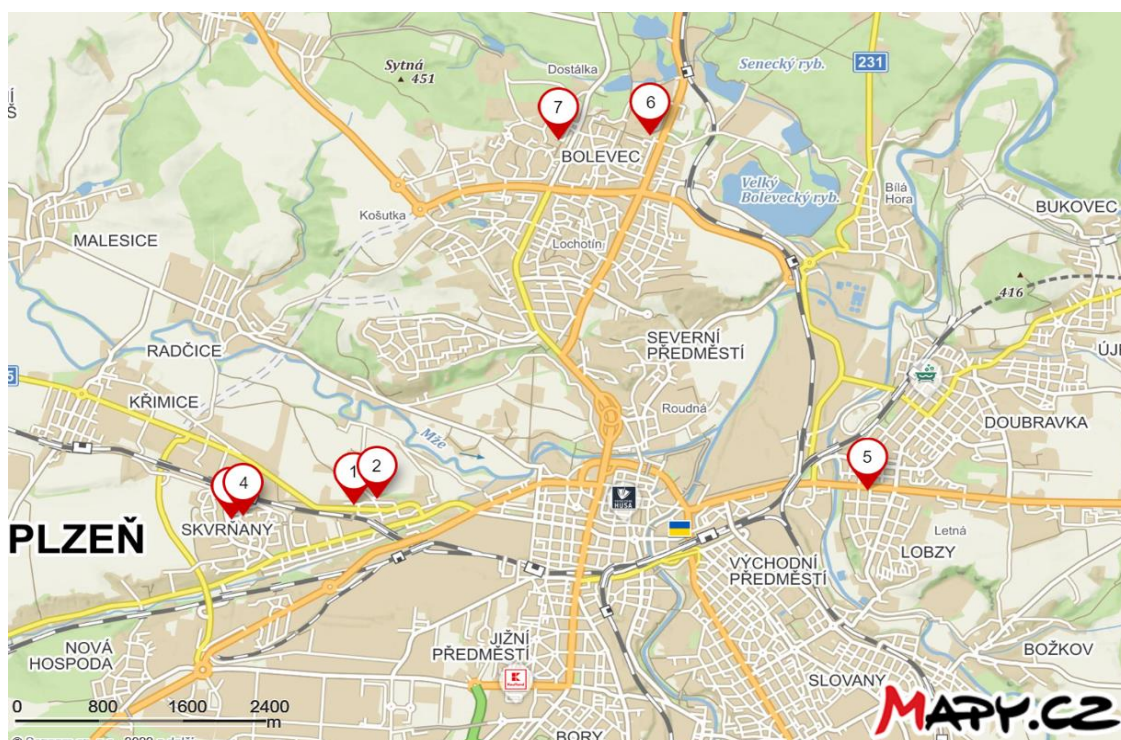 Sytná
451
Dostálka
Senecký ryb.
231
7
6
BOLEVEC
Velký
Bolevecký ryb.
Bílá
Hora
BUKOVEC
Košutka
MALESICE
Lochotín
416
RADČICE
SEVERNÍ
PŘEDMĚSTÍ
KŘIMICE
Roudná
DOUBRAVKA
Mže
1
2
4
5
SKVRŇANY
PLZEŇ
Letná
LOBZY
VÝCHODNÍ
PŘEDMĚSTÍ
NOVÁ
HOSPODA
JIŽNÍ
PŘEDMĚSTÍ
BOŽKOV
SLOVANY
0 800 1600 2400
m
BORY
MAPY.CZ